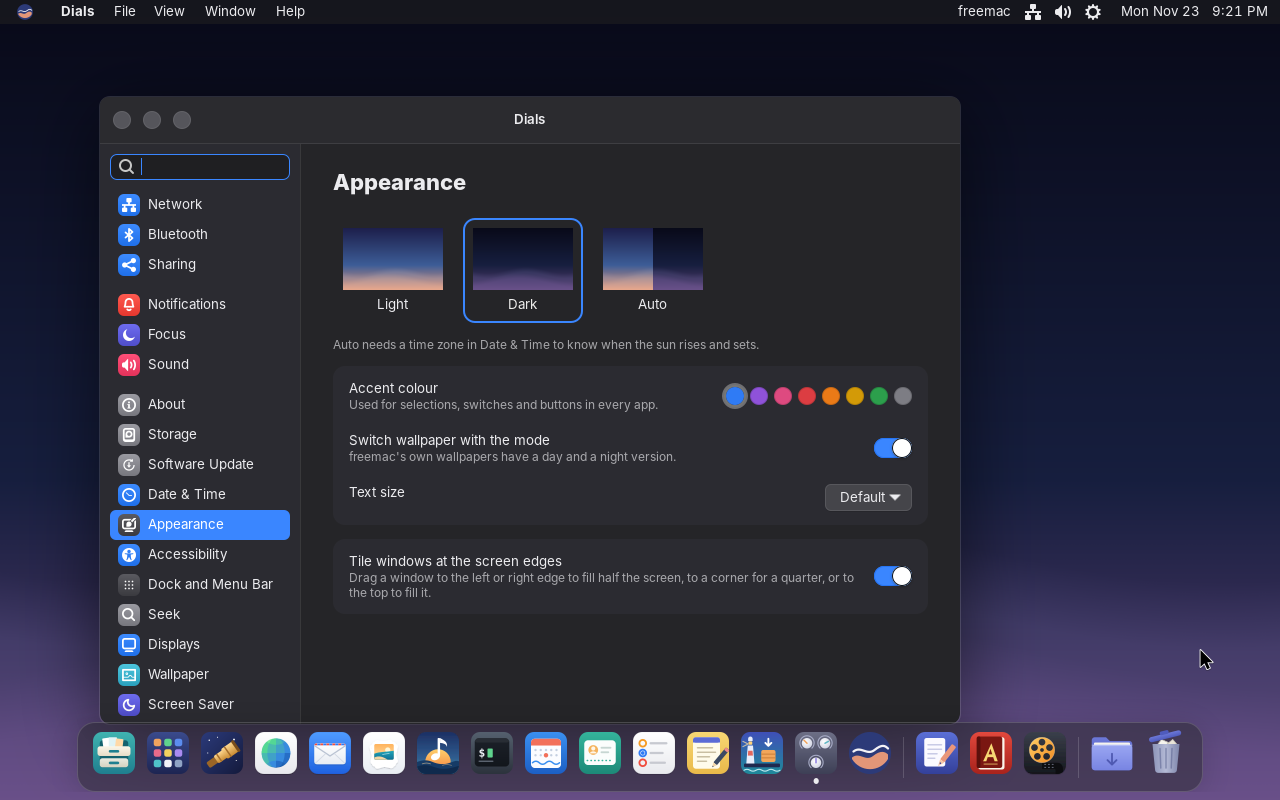 Dials File View Window Help freemac Mon Nov 23 9:21 PM
Dials
Network
Bluetooth
Sharing
Notifications
Focus
Sound
About
Storage
Software Update
Date & Time
Appearance
Accessibility
Dock and Menu Bar
Seek
Displays
Wallpaper
Screen Saver
Appearance
Light Dark Auto
Auto needs a time zone in Date & Time to know when the sun rises and sets.
Accent colour
Used for selections, switches and buttons in every app.
Switch wallpaper with the mode
freemac's own wallpapers have a day and a night version.
Text size Default
Tile windows at the screen edges
Drag a window to the left or right edge to fill half the screen, to a corner for a quarter, or to
the top to fill it.
$
A